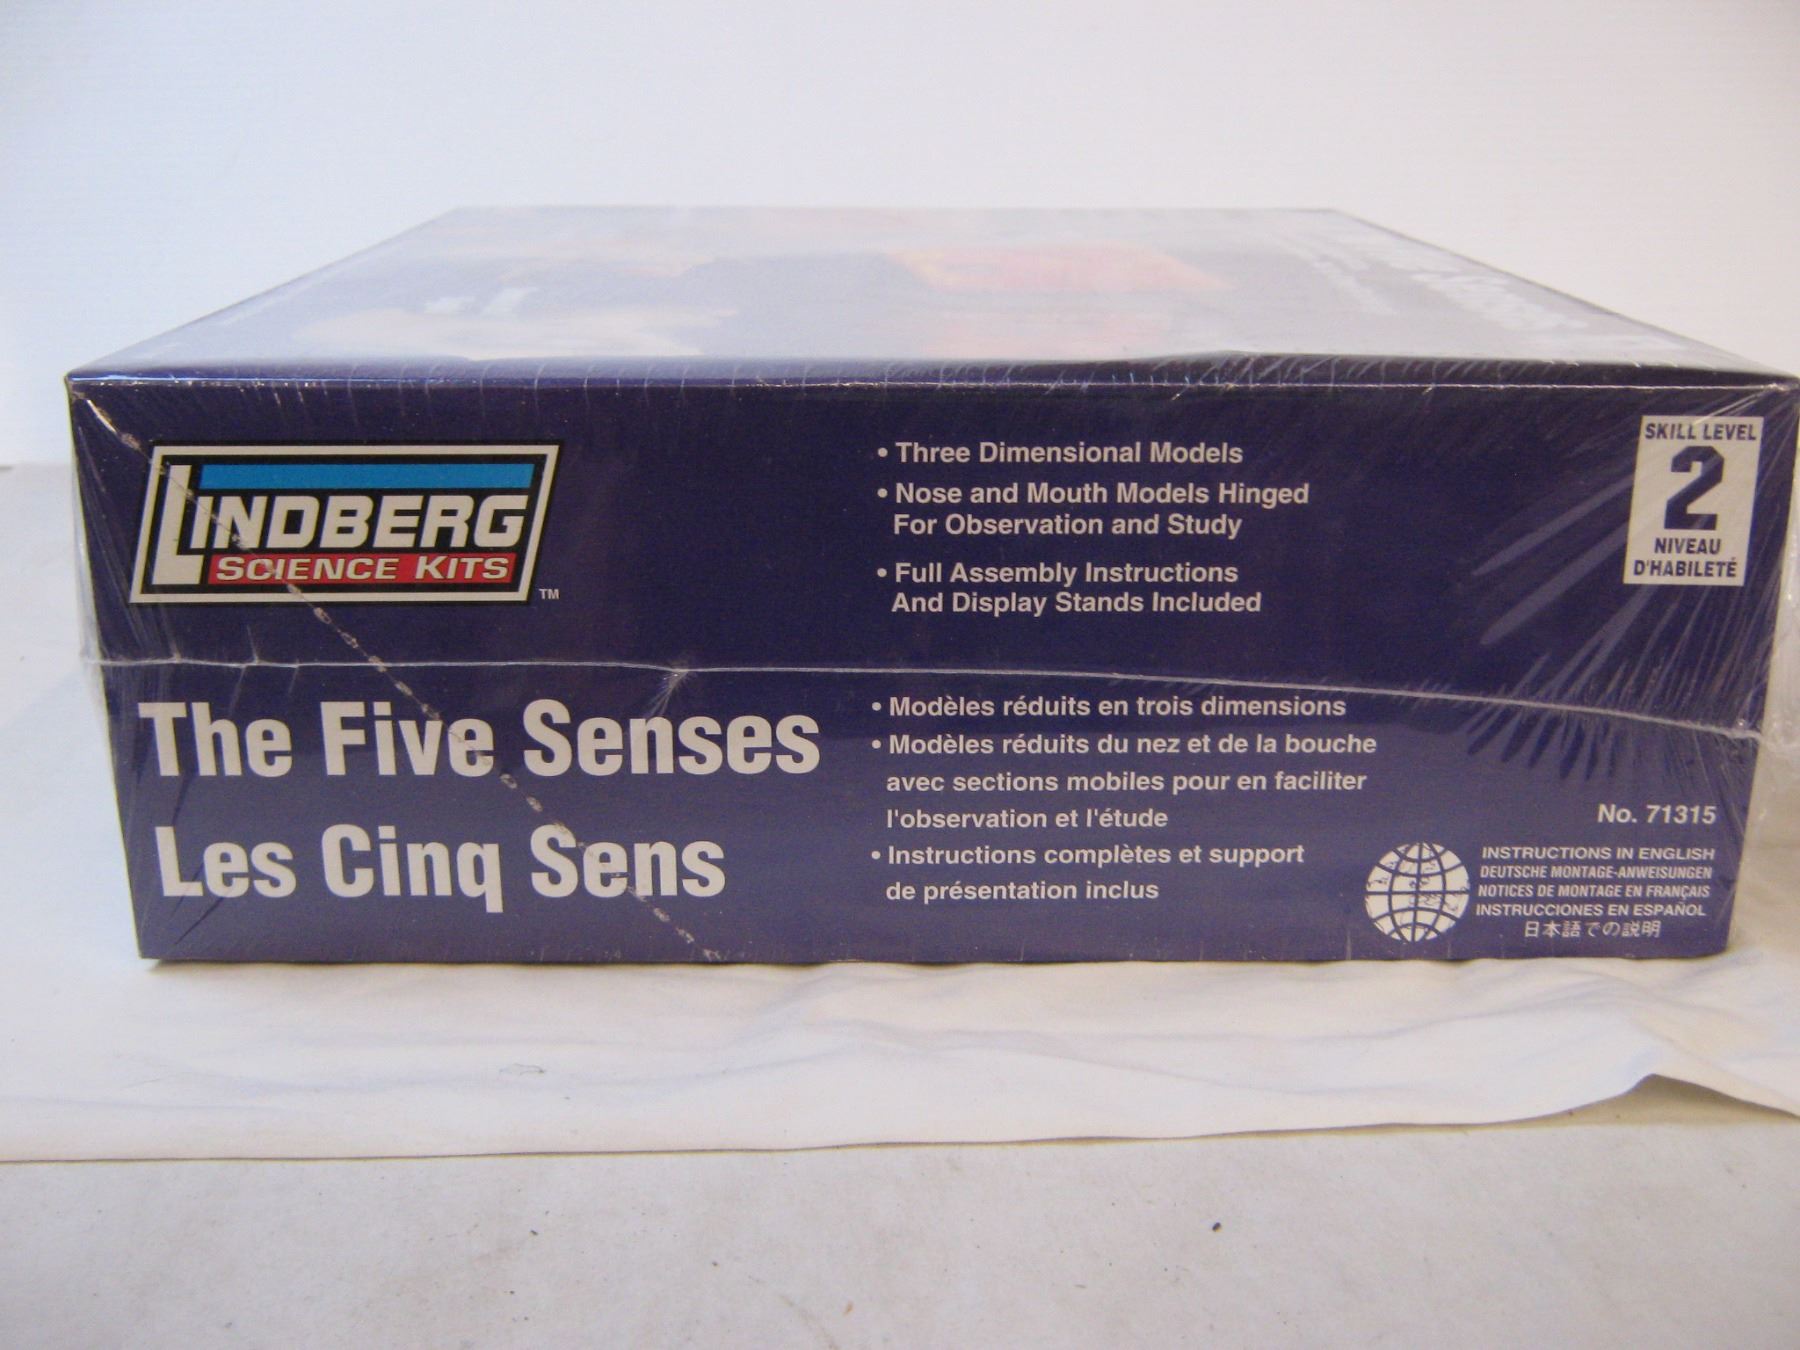 LINDBERG
SCIENCE KITS
TM
The Five Senses
Les Cinq Sens
• Three Dimensional Models
• Nose and Mouth Models Hinged
For Observation and Study
• Full Assembly Instructions
And Display Stands Included
• Modèles réduits en trois dimensions
• Modèles réduits du nez et de la bouche
avec sections mobiles pour en faciliter
l'observation et l'étude
• Instructions complètes et support
de présentation inclus
SKILL LEVEL
2
NIVEAU
D'HABILETÉ
No. 71315
INSTRUCTIONS IN ENGLISH
DEUTSCHE MONTAGE-ANWEISUNGEN
NOTICES DE MONTAGE EN FRANÇAIS
INSTRUCCIONES EN ESPAÑOL
日本語での説明